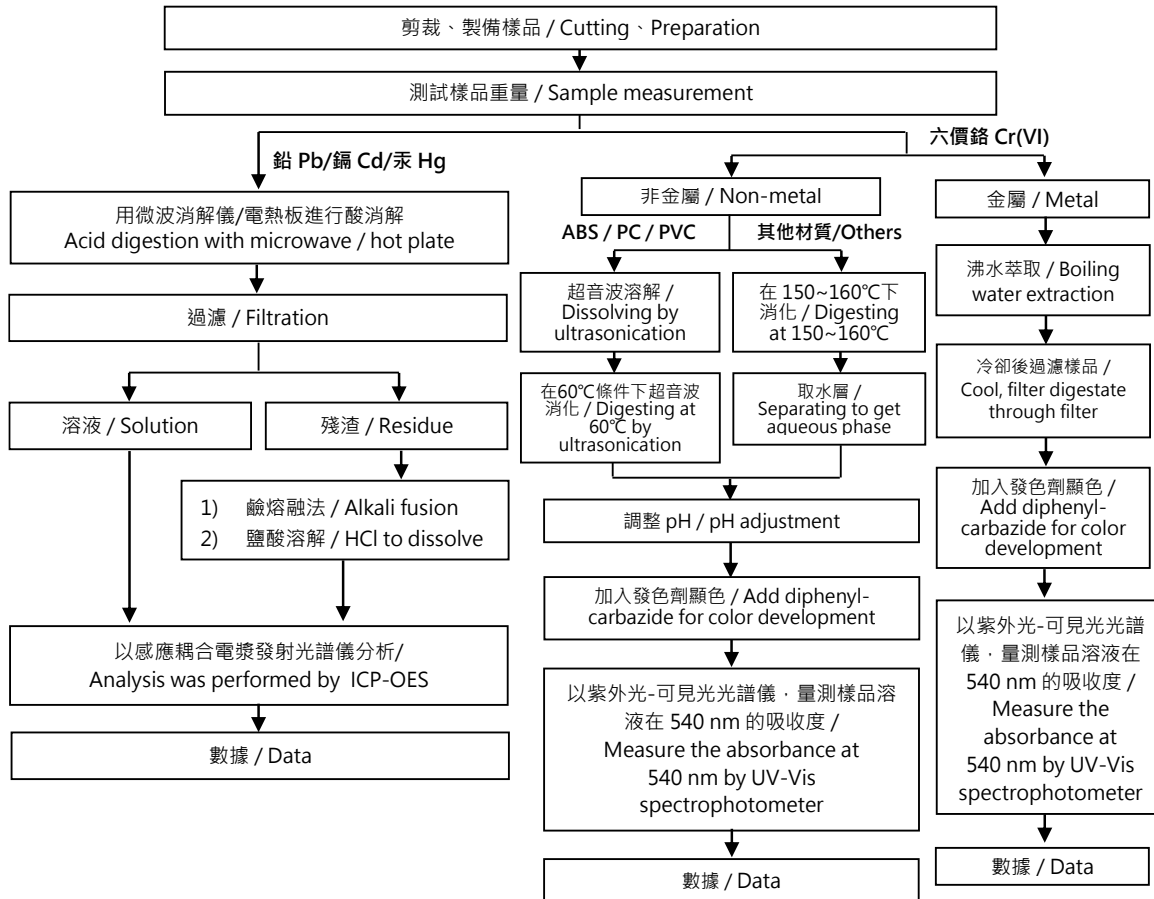 剪裁、製備樣品 / Cutting、Preparation
測試樣品重量 / Sample measurement
鉛 Pb/鎘 Cd/汞 Hg
用微波消解儀/電熱板進行酸消解
Acid digestion with microwave / hot plate
過濾 / Filtration
溶液 / Solution
殘渣 / Residue
1) 鹼熔融法 / Alkali fusion
2) 鹽酸溶解 / HCl to dissolve
以感應耦合電漿發射光譜儀分析/
Analysis was performed by ICP-OES
數據 / Data
六價鉻 Cr(VI)
非金屬 / Non-metal
ABS / PC / PVC
其他材質/Others
超音波溶解 /
Dissolving by
ultrasonication
在60℃條件下超音波
消化 / Digesting at
60℃ by
ultrasonication
在 150~160℃下
消化 / Digesting
at 150~160℃
取水層 /
Separating to get
aqueous phase
調整 pH / pH adjustment
加入發色劑顯色 / Add diphenyl-
carbazide for color development
以紫外光-可見光光譜儀，量測樣品溶
液在 540 nm 的吸收度 /
Measure the absorbance at
540 nm by UV-Vis
spectrophotometer
數據 / Data
金屬 / Metal
沸水萃取 / Boiling
water extraction
冷卻後過濾樣品 /
Cool, filter digestate
through filter
加入發色劑顯色 /
Add diphenyl-
carbazide for color
development
以紫外光-可見光光譜
儀，量測樣品溶液在
540 nm 的吸收度 /
Measure the
absorbance at
540 nm by UV-Vis
spectrophotometer
數據 / Data